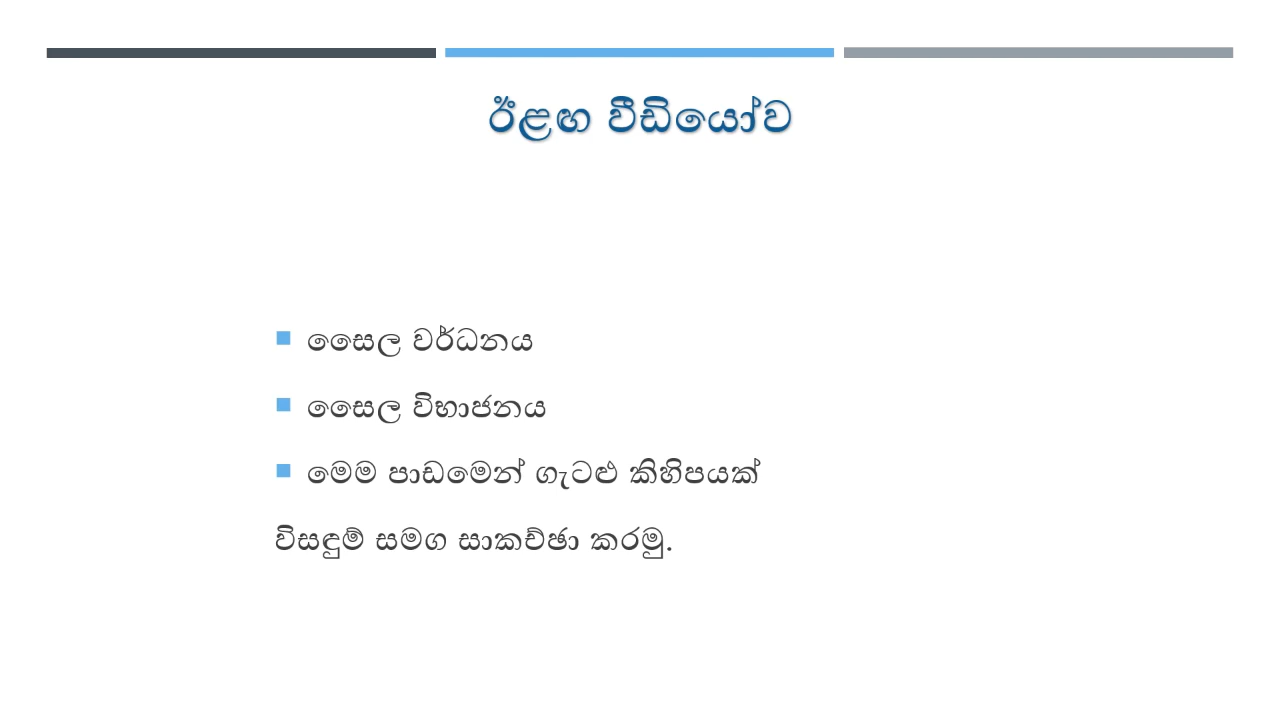 ඊළඟ වීඩියෝව
සෛල වර්ධනය
සෛල විභාජනය
මෙම පාඩමෙන් ගැටළු කිහිපයක්
විසඳුම් සමග සාකච්ඡා කරමු.